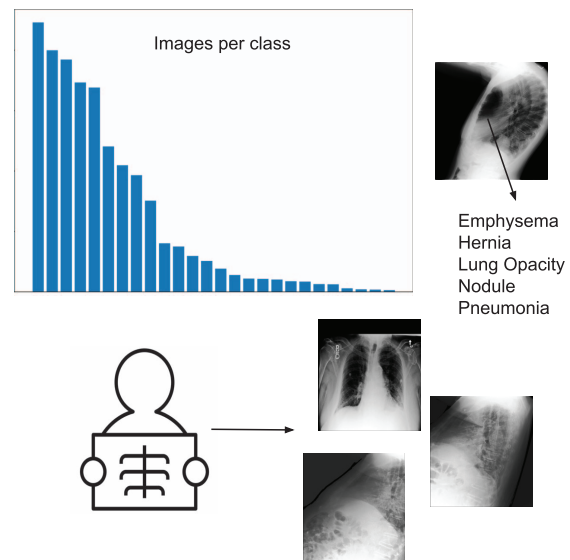 Images per class
Emphysema
Hernia
Lung Opacity
Nodule
Pneumonia